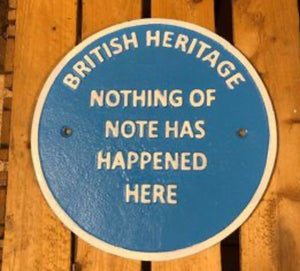 BRITISH HERITAGE
NOTHING OF
NOTE HAS
HAPPENED
HERE